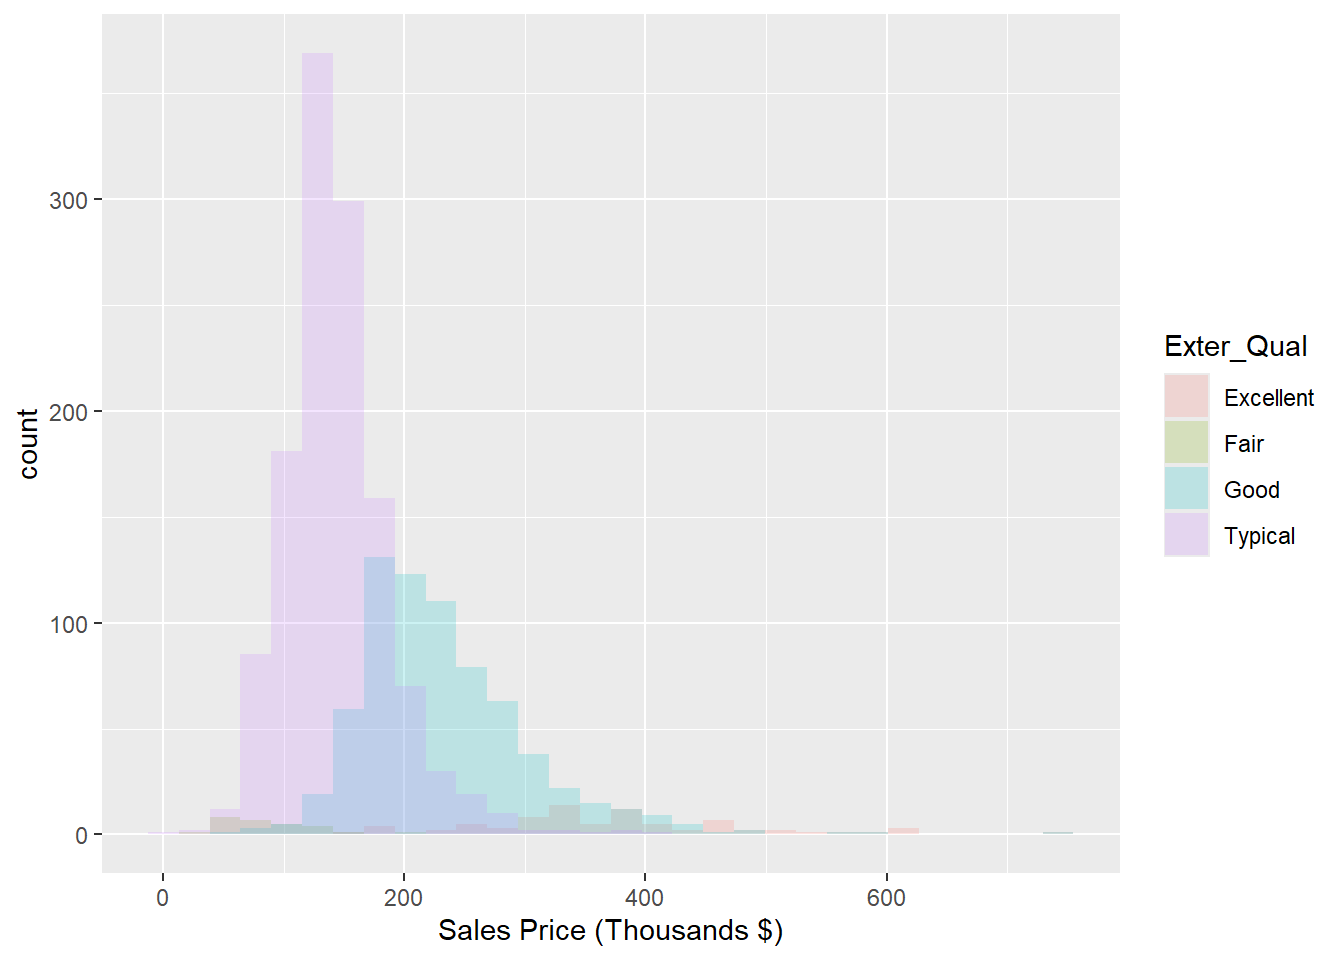 300
200
100
0
count
0 200 400 600
Sales Price (Thousands $)
Exter_Qual
Excellent
Fair
Good
Typical